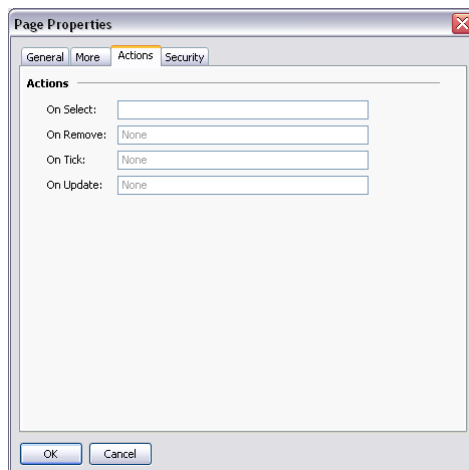 Page Properties
General More Actions Security
Actions
On Select:
On Remove: None
On Tick: None
On Update: None
OK Cancel